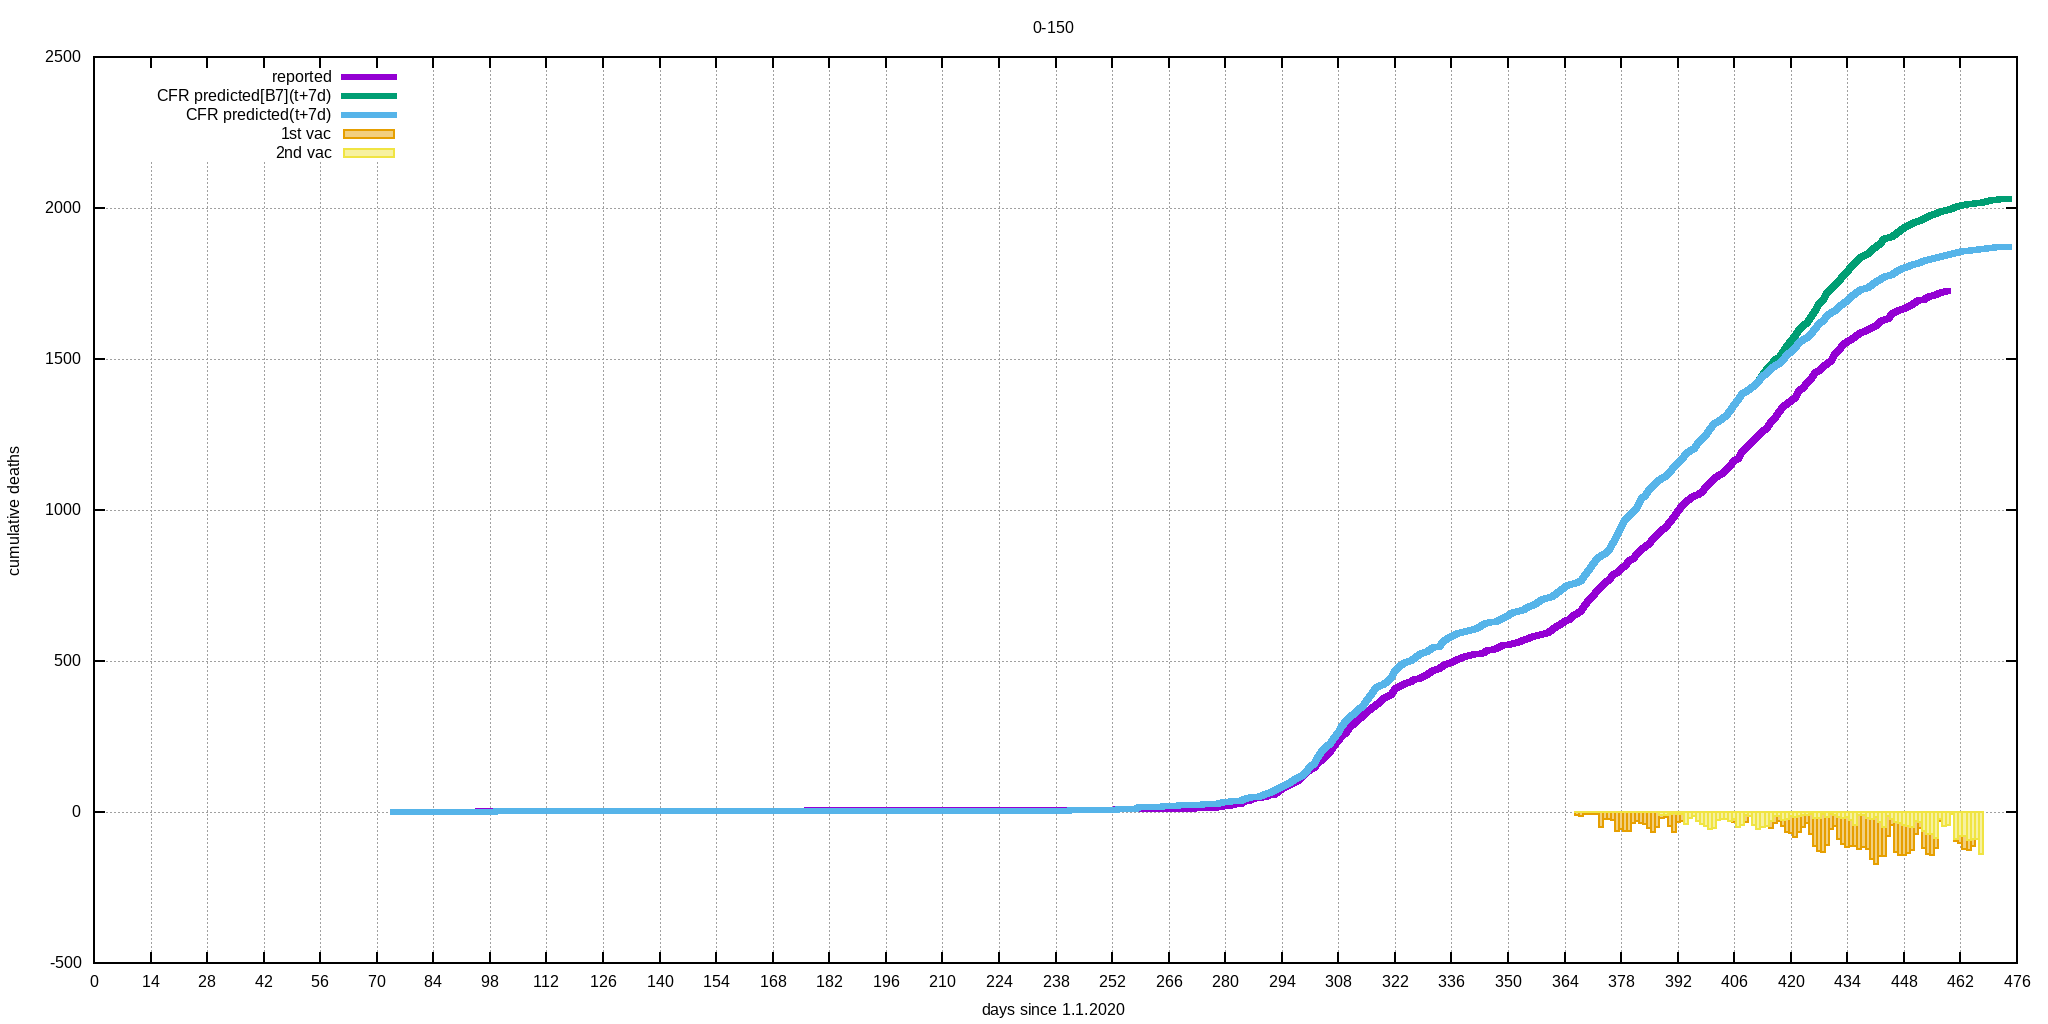 0-150
2500
2000
1500
1000
500
0
-500
cumulative deaths
reported
CFR predicted[B7](t+7d)
CFR predicted(t+7d)
1st vac
2nd vac
0 14 28 42 56 70 84 98 112 126 140 154 168 182 196 210 224 238 252 266 280 294 308 322 336 350 364 378 392 406 420 434 448 462 476
days since 1.1.2020